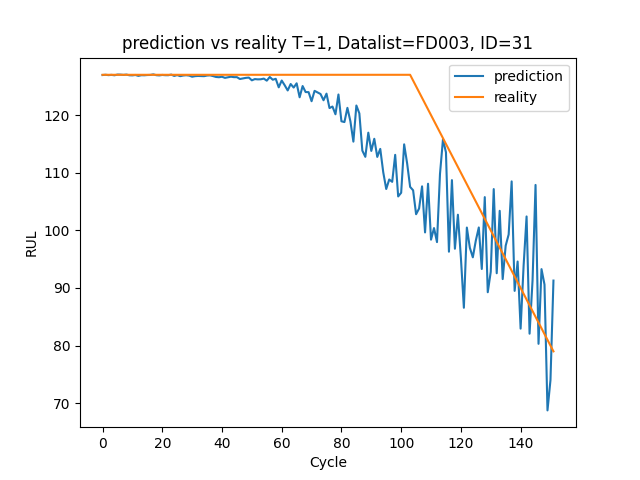 prediction vs reality T=1, Datalist=FD003, ID=31
prediction
reality
RUL
120
110
100
90
80
70
0 20 40 60 80 100 120 140
Cycle